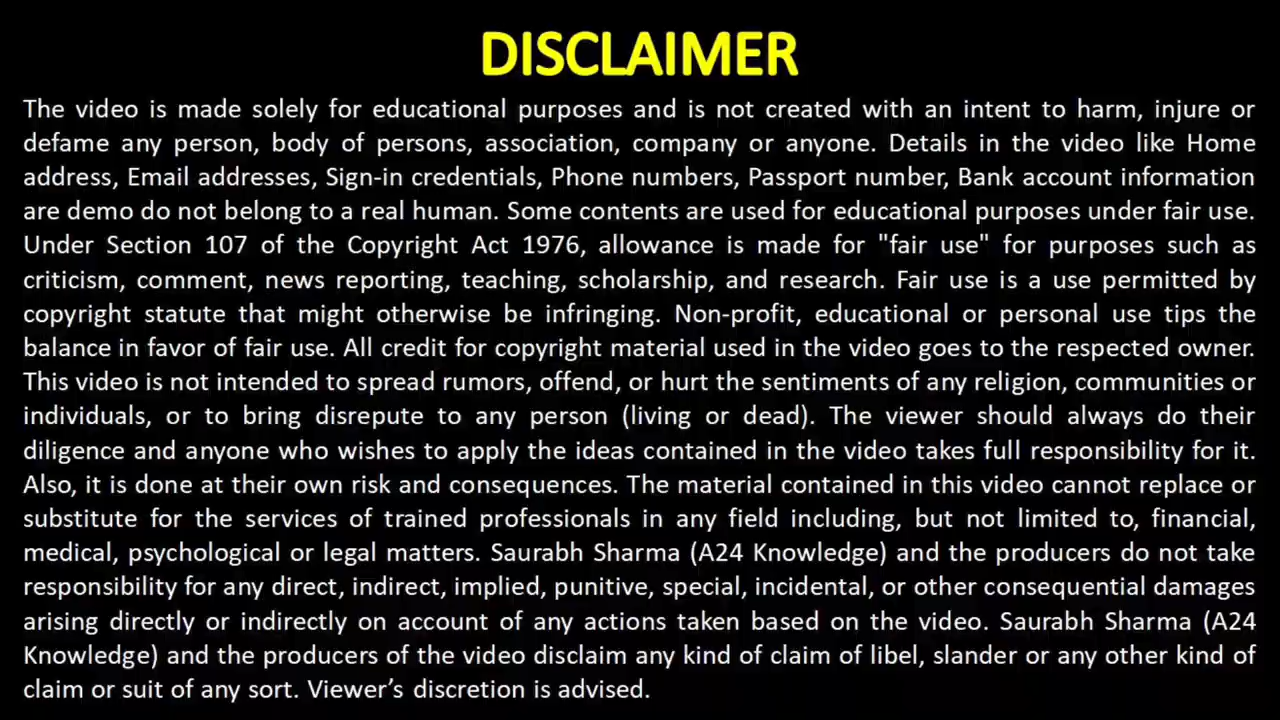 DISCLAIMER
The video is made solely for educational purposes and is not created with an intent to harm, injure or
defame any person, body of persons, association, company or anyone. Details in the video like Home
address, Email addresses, Sign-in credentials, Phone numbers, Passport number, Bank account information
are demo do not belong to a real human. Some contents are used for educational purposes under fair use.
Under Section 107 of the Copyright Act 1976, allowance is made for "fair use" for purposes such as
criticism, comment, news reporting, teaching, scholarship, and research. Fair use is a use permitted by
copyright statute that might otherwise be infringing. Non-profit, educational or personal use tips the
balance in favor of fair use. All credit for copyright material used in the video goes to the respected owner.
This video is not intended to spread rumors, offend, or hurt the sentiments of any religion, communities or
individuals, or to bring disrepute to any person (living or dead). The viewer should always do their
diligence and anyone who wishes to apply the ideas contained in the video takes full responsibility for it.
Also, it is done at their own risk and consequences. The material contained in this video cannot replace or
substitute for the services of trained professionals in any field including, but not limited to, financial,
medical, psychological or legal matters. Saurabh Sharma (A24 Knowledge) and the producers do not take
responsibility for any direct, indirect, implied, punitive, special, incidental, or other consequential damages
arising directly or indirectly on account of any actions taken based on the video. Saurabh Sharma (A24
Knowledge) and the producers of the video disclaim any kind of claim of libel, slander or any other kind of
claim or suit of any sort. Viewer’s discretion is advised.